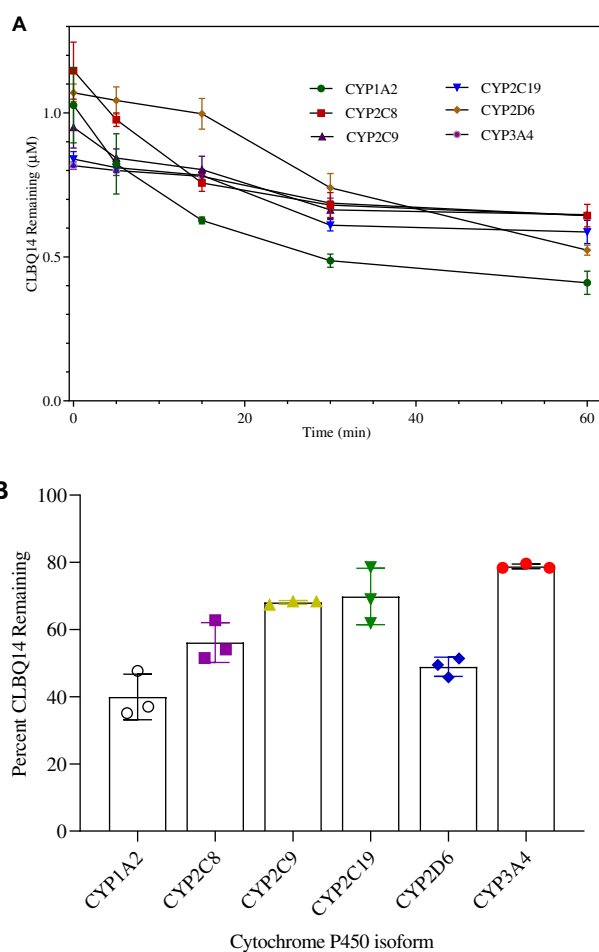 A
CLBQ14 Remaining (µM)
1.0
0.5
0.0
CYP1A2
CYP2C8
CYP2C9
CYP2C19
CYP2D6
CYP3A4
0
20
40
60
Time (min)
B
Percent CLBQ14 Remaining
100
80
60
40
20
0
CYP1A2
CYP2C8
CYP2C9
CYP2C19
CYP2D6
CYP3A4
Cytochrome P450 isoform